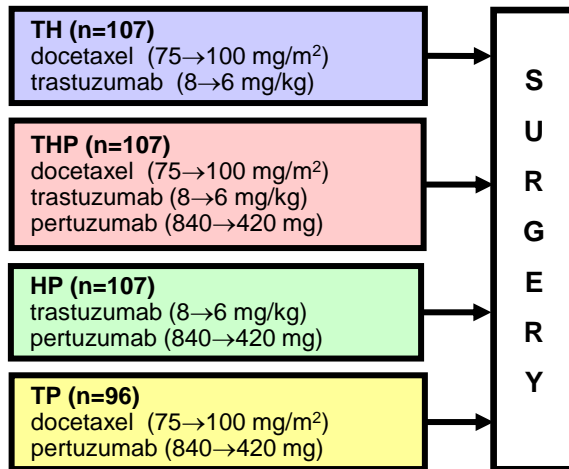 TH (n=107)
docetaxel (75→100 mg/m²)
trastuzumab (8→6 mg/kg)
THP (n=107)
docetaxel (75→100 mg/m²)
trastuzumab (8→6 mg/kg)
pertuzumab (840→420 mg)
HP (n=107)
trastuzumab (8→6 mg/kg)
pertuzumab (840→420 mg)
TP (n=96)
docetaxel (75→100 mg/m²)
pertuzumab (840→420 mg)
S
U
R
G
E
R
Y